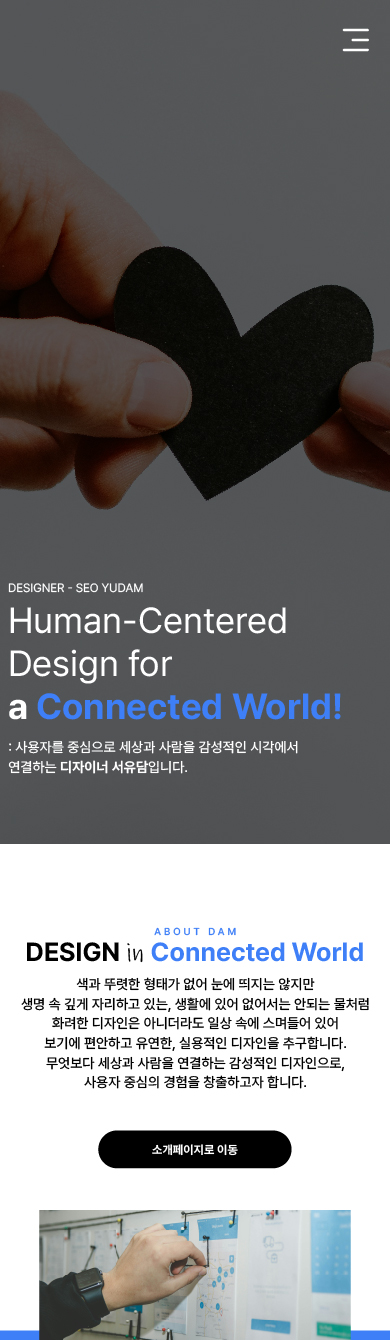 DESIGNER - SEO YUDAM
Human-Centered
Design for
a Connected World!
: 사용자를 중심으로 세상과 사람을 감성적인 시각에서
연결하는 디자이너 서유담입니다.
ABOUT DAM
DESIGN in Connected World
색과 뚜렷한 형태가 없어 눈에 띄지는 않지만
생명 속 깊게 자리하고 있는, 생활에 있어 없어서는 안되는 물처럼
화려한 디자인은 아니더라도 일상 속에 스며들어 있어
보기에 편안하고 유연한, 실용적인 디자인을 추구합니다.
무엇보다 세상과 사람을 연결하는 감성적인 디자인으로,
사용자 중심의 경험을 창출하고자 합니다.
소개페이지로 이동